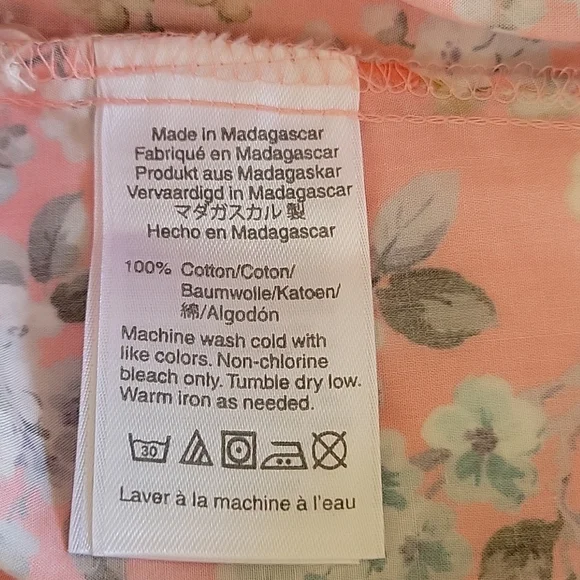 Made in Madagascar
Fabriqué en Madagascar
Produkt aus Madagaskar
Vervaardigd in Madagascar
マダガスカル 製
Hecho en Madagascar
100% Cotton/Coton/
Baumwolle/Katoen/
綿/Algodón
Machine wash cold with
like colors. Non-chlorine
bleach only. Tumble dry low.
Warm iron as needed.
30
Laver à la machine à l'eau